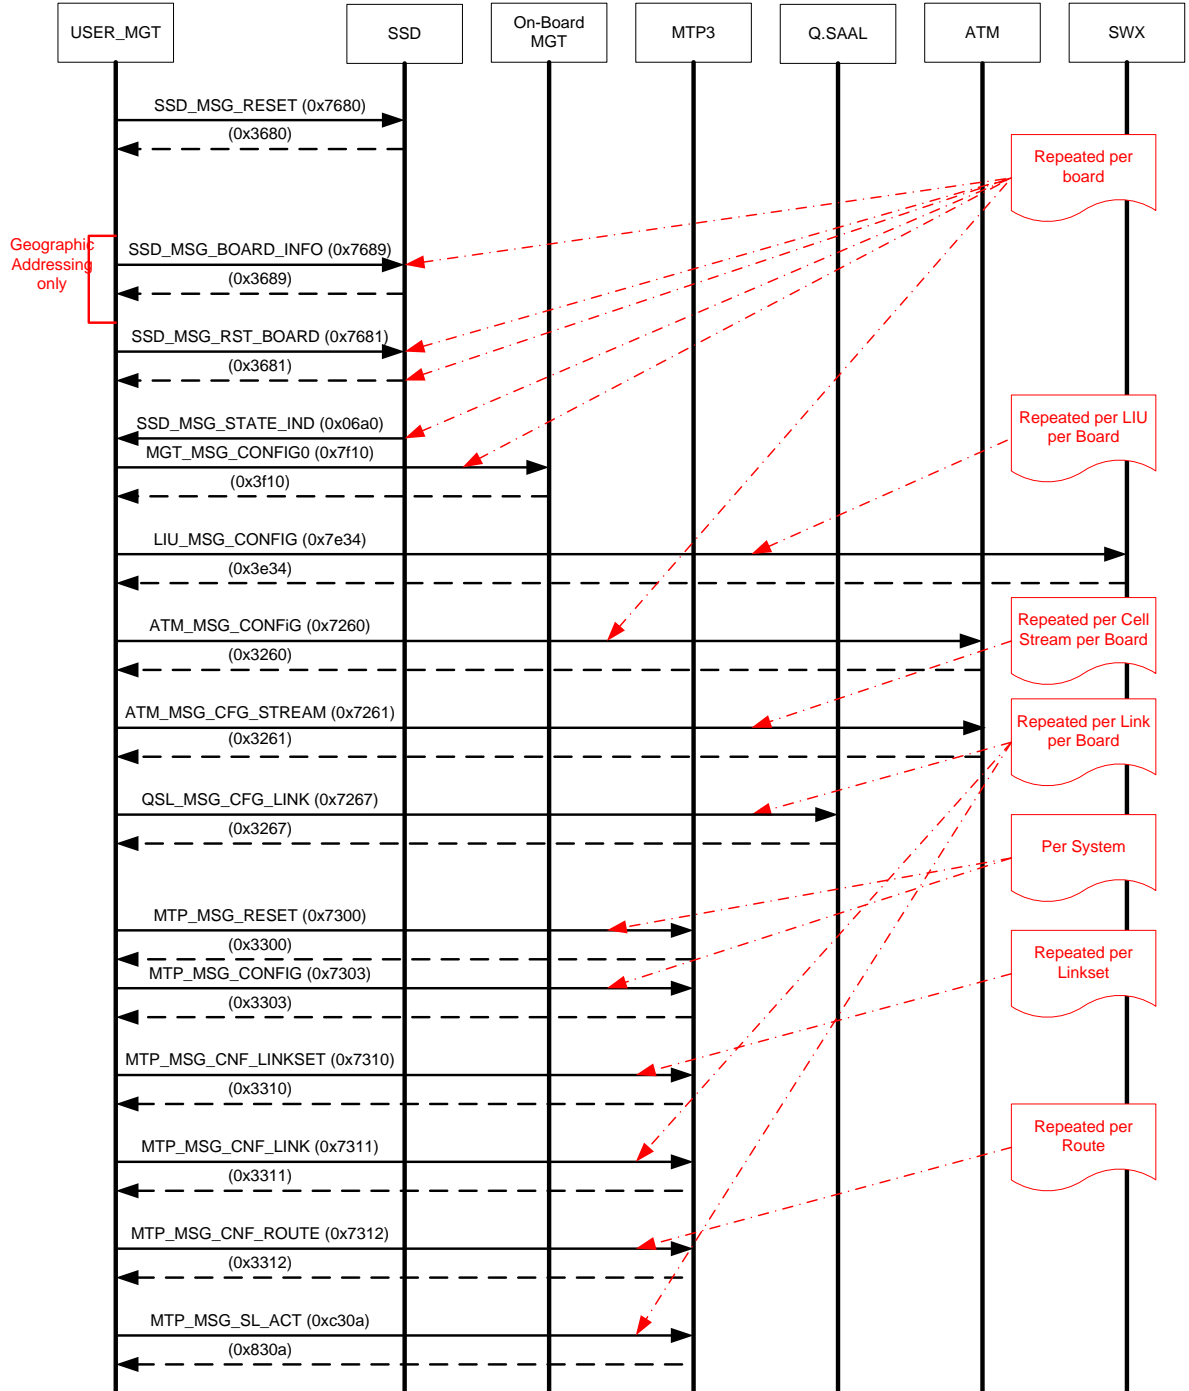 USER_MGT
SSD
On-Board
MGT
MTP3
Q.SAAL
ATM
SWX
SSD_MSG_RESET (0x7680)
(0x3680)
Repeated per
board
Geographic
Addressing
only
SSD_MSG_BOARD_INFO (0x7689)
(0x3689)
SSD_MSG_RST_BOARD (0x7681)
(0x3681)
SSD_MSG_STATE_IND (0x06a0)
Repeated per LIU
per Board
MGT_MSG_CONFIG0 (0x7f10)
(0x3f10)
LIU_MSG_CONFIG (0x7e34)
(0x3e34)
ATM_MSG_CONFiG (0x7260)
(0x3260)
Repeated per Cell
Stream per Board
ATM_MSG_CFG_STREAM (0x7261)
(0x3261)
Repeated per Link
per Board
QSL_MSG_CFG_LINK (0x7267)
(0x3267)
Per System
MTP_MSG_RESET (0x7300)
(0x3300)
MTP_MSG_CONFIG (0x7303)
(0x3303)
Repeated per
Linkset
MTP_MSG_CNF_LINKSET (0x7310)
(0x3310)
MTP_MSG_CNF_LINK (0x7311)
(0x3311)
Repeated per
Route
MTP_MSG_CNF_ROUTE (0x7312)
(0x3312)
MTP_MSG_SL_ACT (0xc30a)
(0x830a)